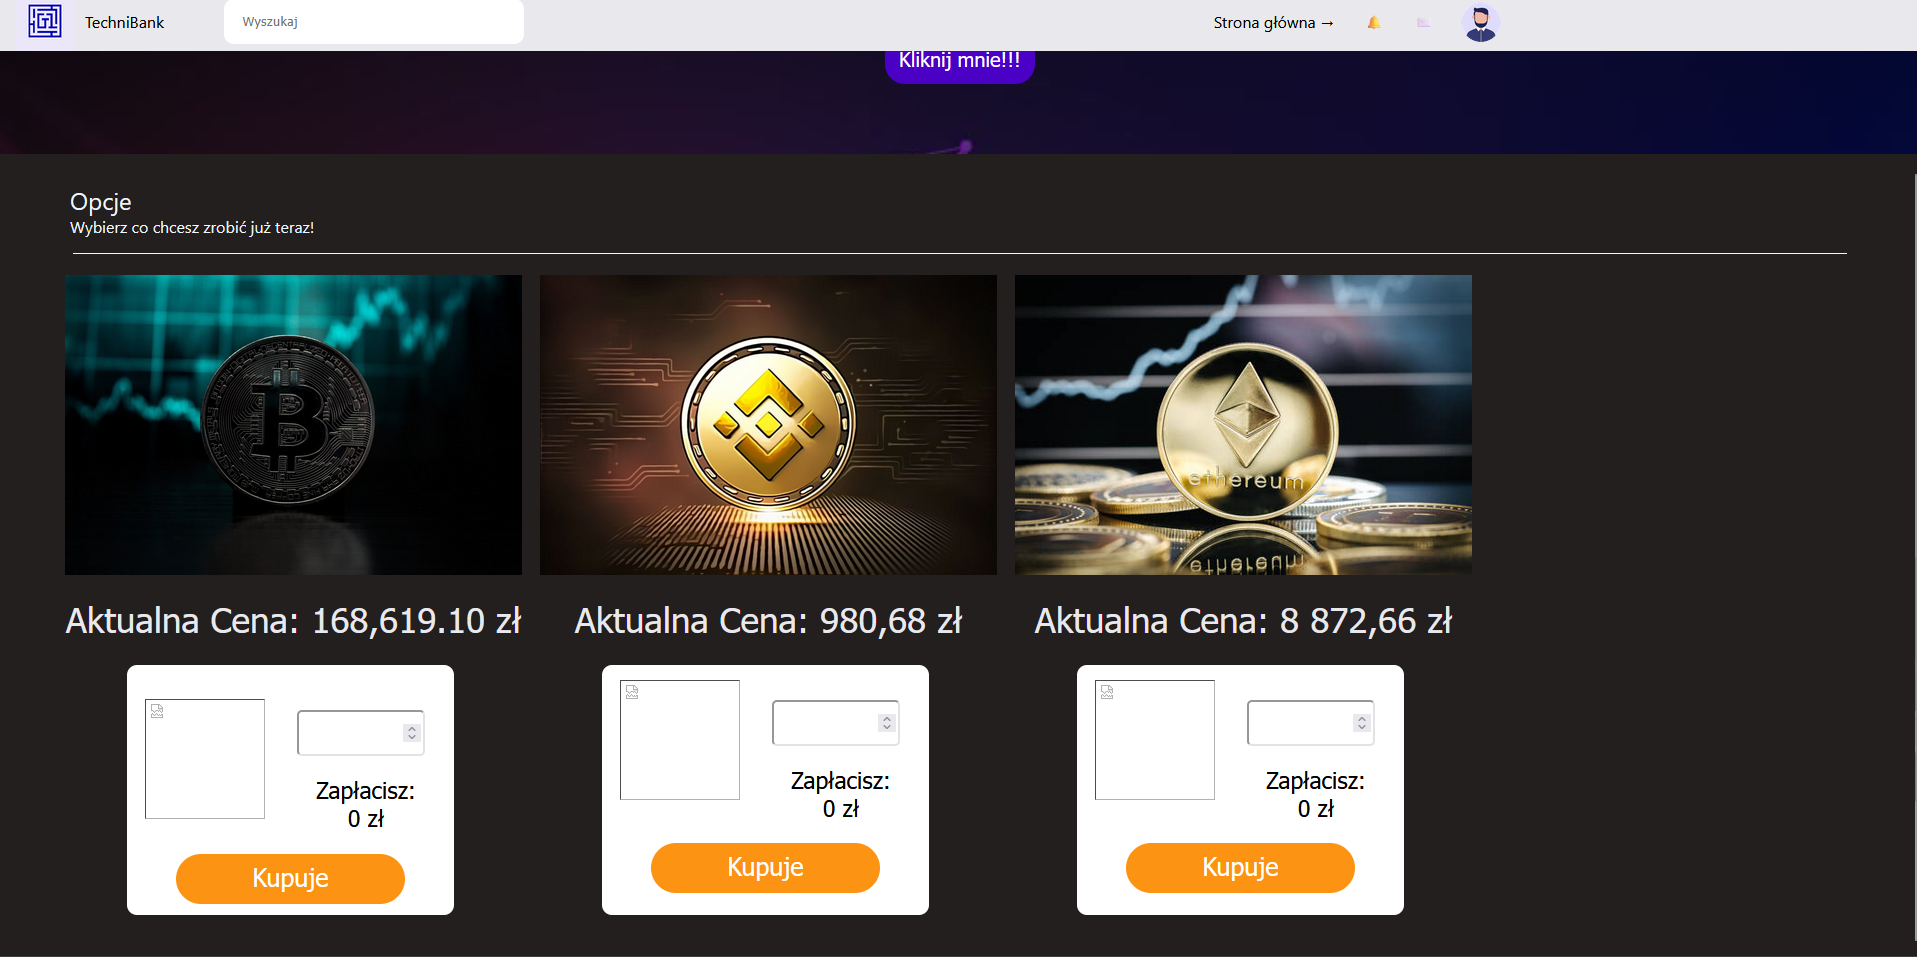 TechniBank
Wyszukaj
Strona główna →
Kliknij mnie!!!
Opcje
Wybierz co chcesz zrobić już teraz!
ethereum
Aktualna Cena: 168,619.10 zł
Aktualna Cena: 980,68 zł
Aktualna Cena: 8 872,66 zł
Zapłacisz:
0 zł
Kupuje
Zapłacisz:
0 zł
Kupuje
Zapłacisz:
0 zł
Kupuje